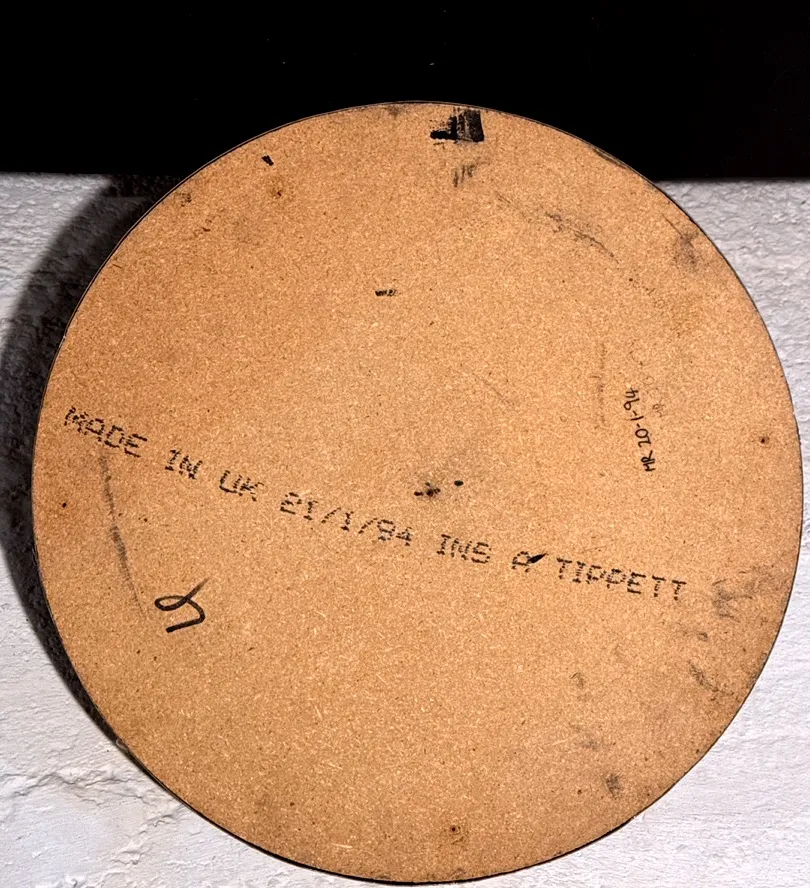 MR 20-1-94
MADE IN UK 21/1/94 INS A TIPPETT